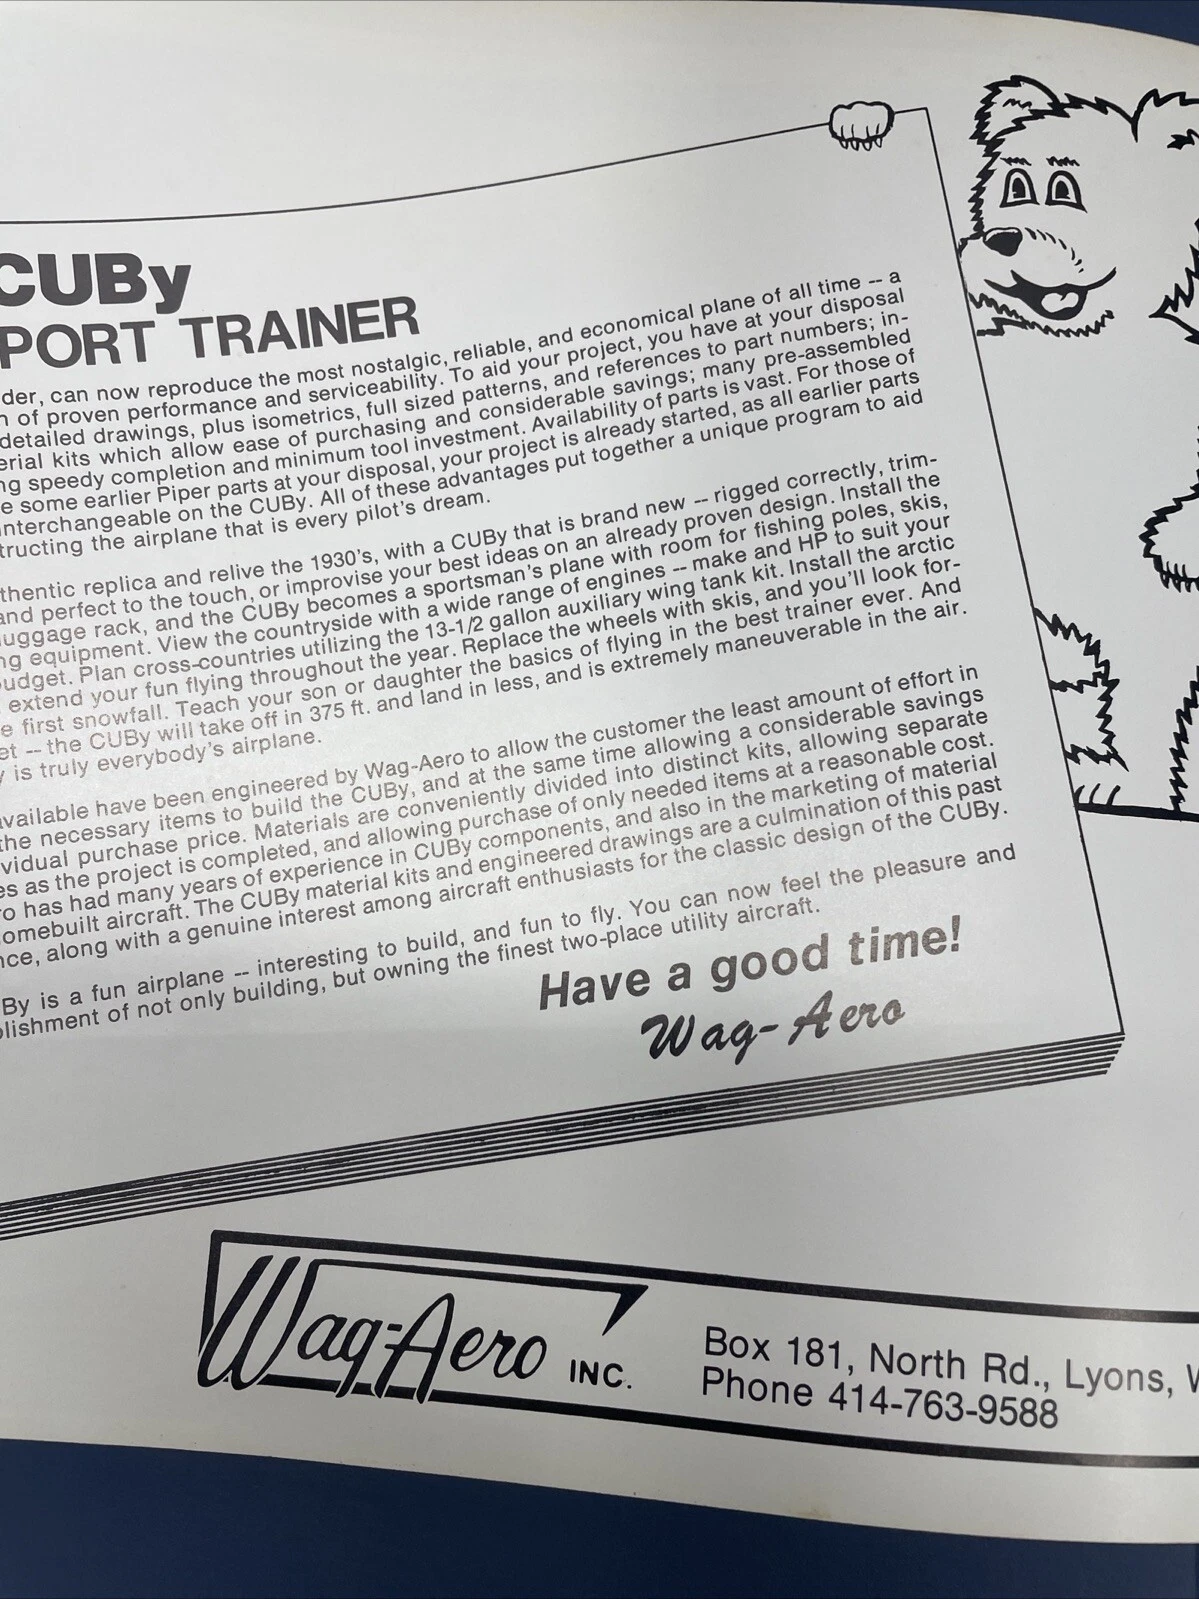 CUBy
PORT TRAINER
der, can now reproduce the most nostalgic, reliable, and economical plane of all time -- a
n of proven performance and serviceability. To aid your project, you have at your disposal
detailed drawings, plus isometrics, full sized patterns, and references to part numbers; in-
erial kits which allow ease of purchasing and considerable savings; many pre-assembled
ng speedy completion and minimum tool investment. Availability of parts is vast. For those of
e some earlier Piper parts at your disposal, your project is already started, as all earlier parts
interchangeable on the CUBy. All of these advantages put together a unique program to aid
tructing the airplane that is every pilot's dream.
thentic replica and relive the 1930's, with a CUBy that is brand new -- rigged correctly, trim-
and perfect to the touch, or improvise your best ideas on an already proven design. Install the
luggage rack, and the CUBy becomes a sportsman's plane with room for fishing poles, skis,
ng equipment. View the countryside with a wide range of engines -- make and HP to suit your
budget. Plan cross-countries utilizing the 13-1/2 gallon auxiliary wing tank kit. Install the arctic
extend your fun flying throughout the year. Replace the wheels with skis, and you'll look for-
e first snowfall. Teach your son or daughter the basics of flying in the best trainer ever. And
et -- the CUBy will take off in 375 ft. and land in less, and is extremely maneuverable in the air.
y is truly everybody's airplane.
available have been engineered by Wag-Aero to allow the customer the least amount of effort in
the necessary items to build the CUBy, and at the same time allowing a considerable savings
vidual purchase price. Materials are conveniently divided into distinct kits, allowing separate
es as the project is completed, and allowing purchase of only needed items at a reasonable cost.
ro has had many years of experience in CUBy components, and also in the marketing of material
omebuilt aircraft. The CUBy material kits and engineered drawings are a culmination of this past
nce, along with a genuine interest among aircraft enthusiasts for the classic design of the CUBy.
By is a fun airplane -- interesting to build, and fun to fly. You can now feel the pleasure and
plishment of not only building, but owning the finest two-place utility aircraft.
Have a good time!
Wag-Aero
Wag-Aero INC.
Box 181, North Rd., Lyons, W
Phone 414-763-9588